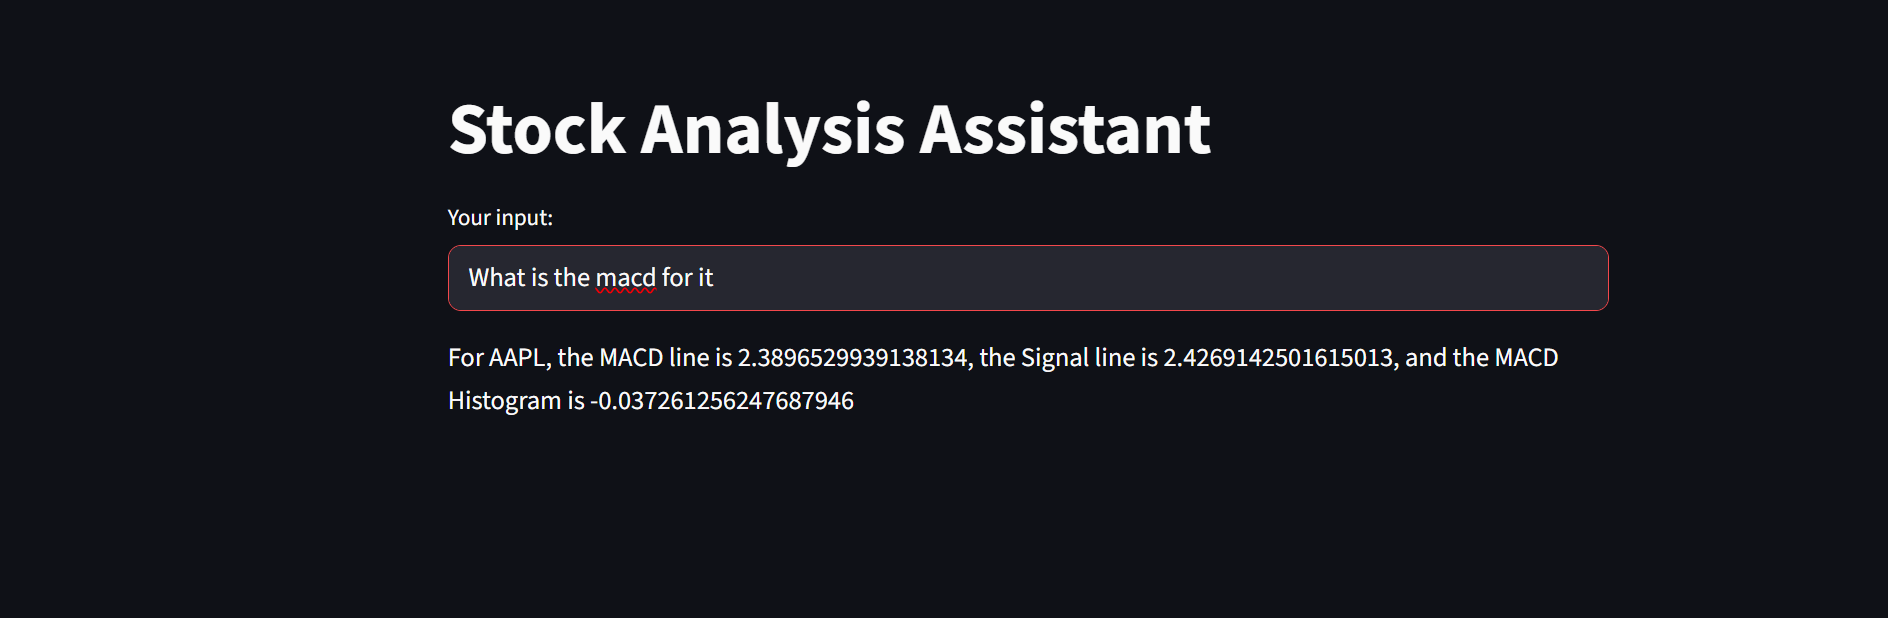 Stock Analysis Assistant
Your input:
What is the macd for it
For AAPL, the MACD line is 2.3896529939138134, the Signal line is 2.4269142501615013, and the MACD
Histogram is -0.037261256247687946